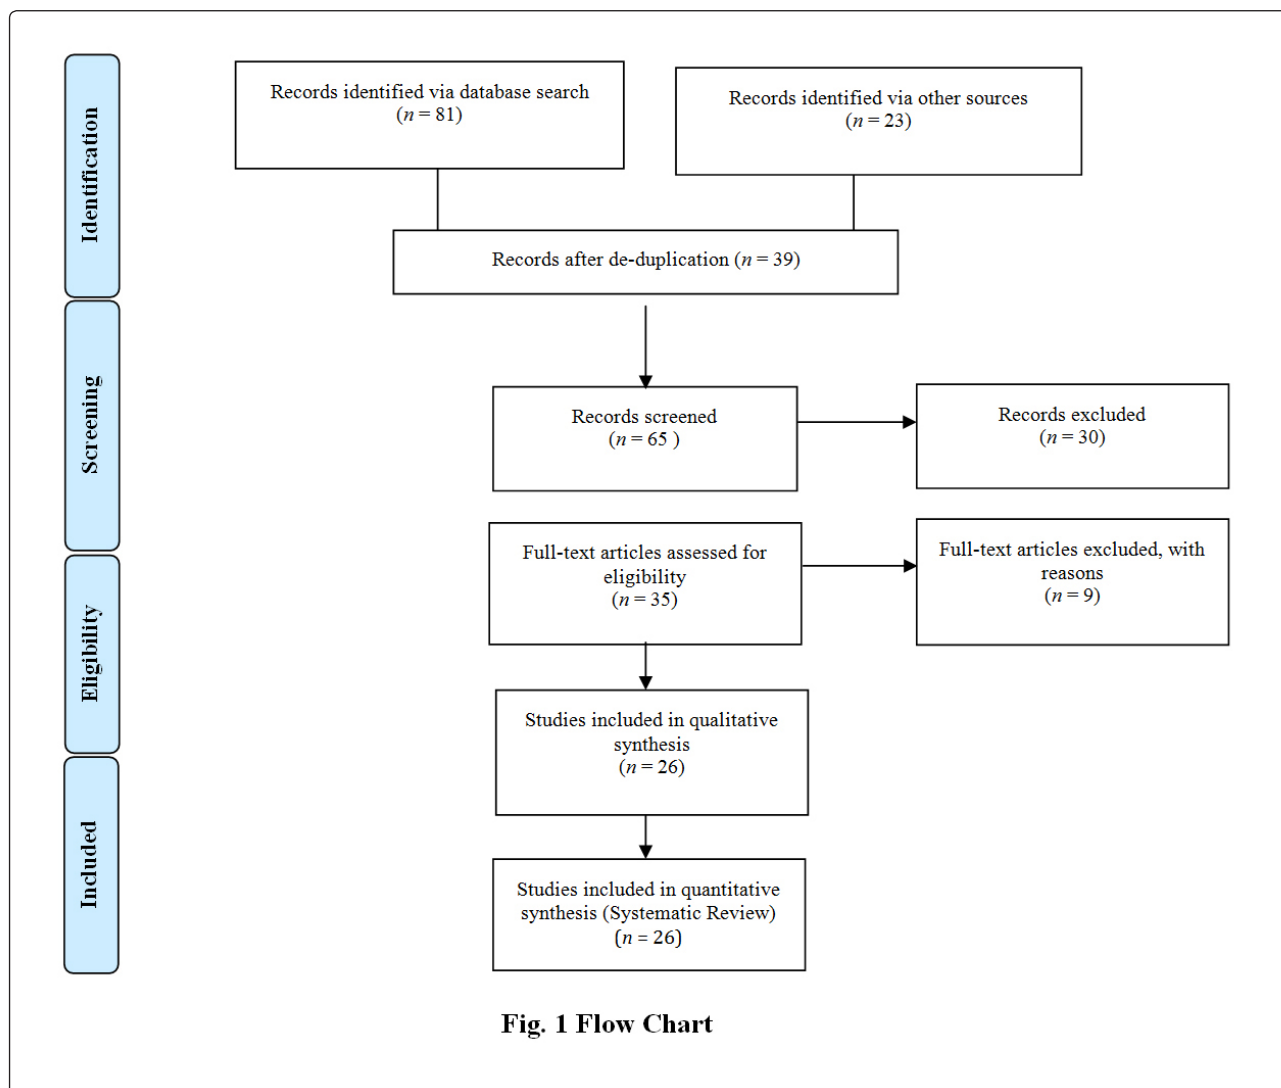 Identification
Records identified via database search
(n = 81)
Records identified via other sources
(n = 23)
Records after de-duplication (n = 39)
Screening
Records screened
(n = 65 )
Records excluded
(n = 30)
Eligibility
Full-text articles assessed for
eligibility
(n = 35)
Full-text articles excluded, with
reasons
(n = 9)
Studies included in qualitative
synthesis
(n = 26)
Included
Studies included in quantitative
synthesis (Systematic Review)
(n = 26)
Fig. 1 Flow Chart